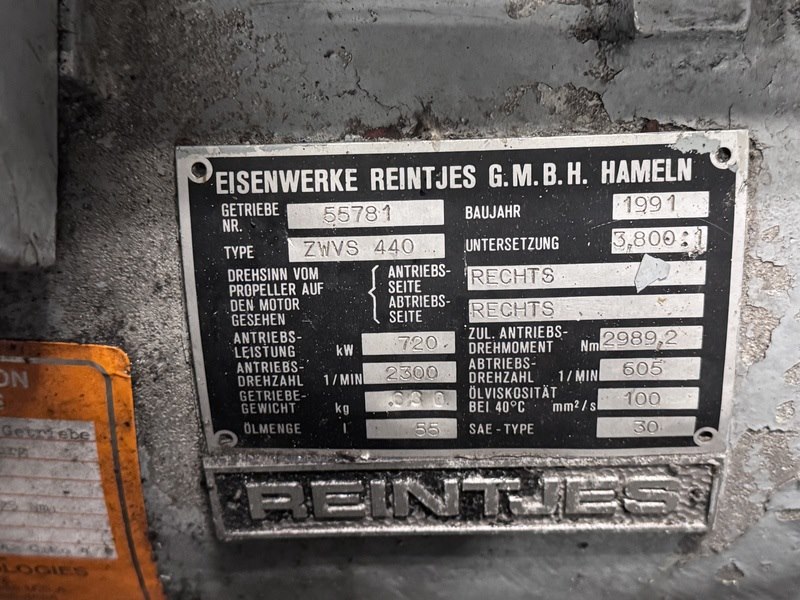 EISENWERKE REINTJES G.M.B.H. HAMELN
GETRIEBE NR. 55781
BAUJAHR 1991
TYPE ZWVS 440
UNTERSETZUNG 3,800:1
DREHSINN VOM PROPELLER AUF DEN MOTOR GESEHEN
ANTRIEBS-SEITE RECHTS
ABTRIEBS-SEITE RECHTS
ANTRIEBS-LEISTUNG kW 720
ZUL. ANTRIEBS-DREHMOMENT Nm 2989,2
ANTRIEBS-DREHZAHL 1/MIN 2300
ABTRIEBS-DREHZAHL 1/MIN 605
GETRIEBE-GEWICHT kg
ÖLVISKOSITÄT BEI 40°C mm²/s 100
ÖLMENGE l 55
SAE-TYPE 30
REINTJES
ON
Getriebe
OLOGIES